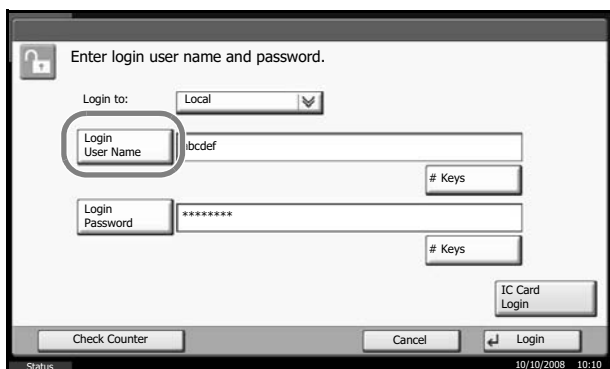 Enter login user name and password.
Login to:
Local
Login
User Name
abcdef
# Keys
Login
Password
********
# Keys
IC Card
Login
Check Counter
Cancel
Login
Status
10/10/2008 10:10